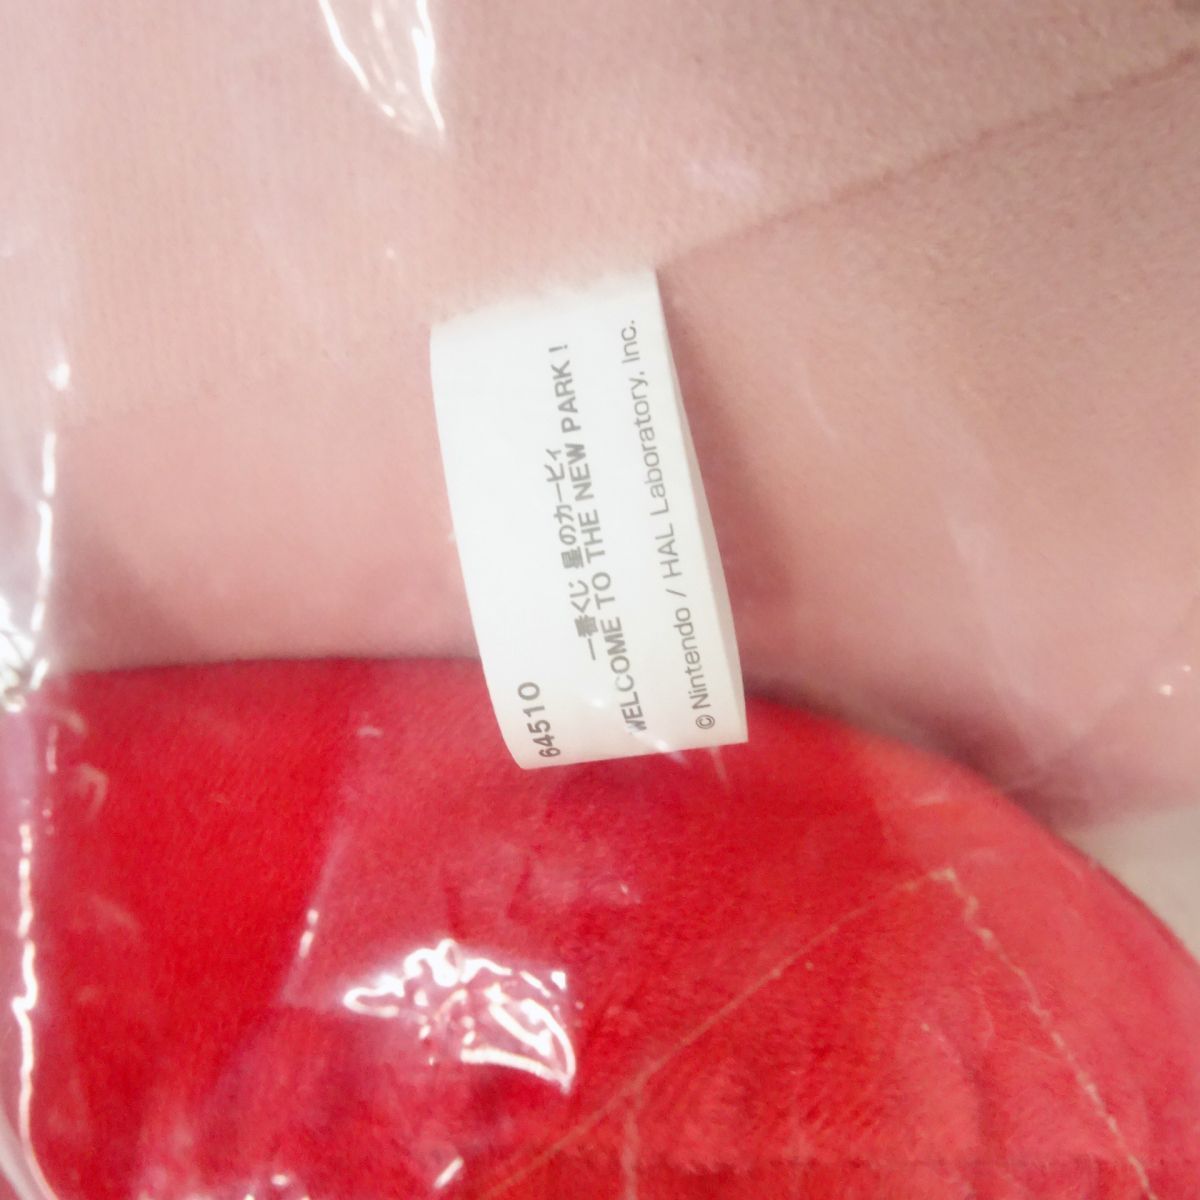 64510
一番くじ 星のカービィ
WELCOME TO THE NEW PARK!
© Nintendo / HAL Laboratory, Inc.